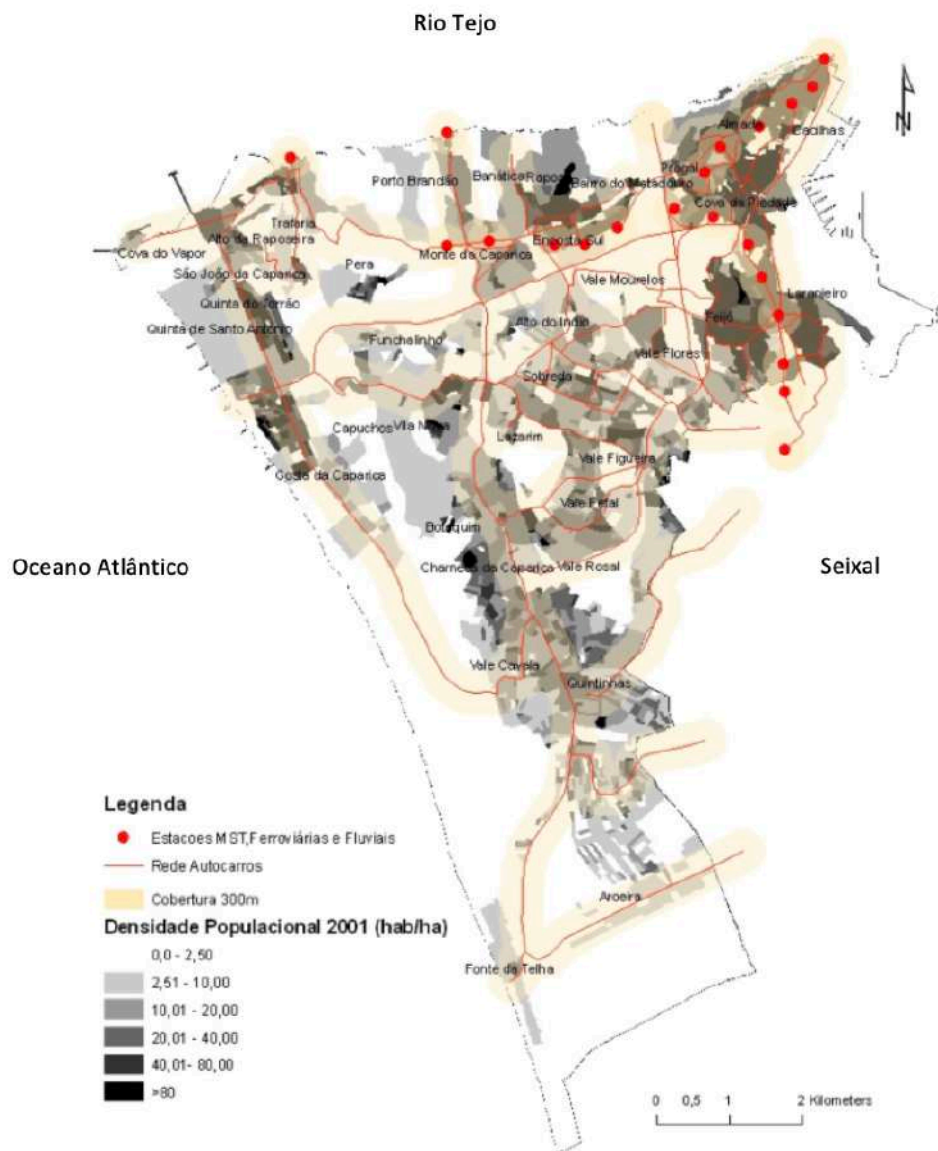 Rio Tejo
N
Almada
Cacilhas
Porto Brandão
Banática
Raposo
Pragal
Bairro do Matadouro
Cova da Piedade
Trafaria
Alto da Raposeira
Cova do Vapor
Encosta Sul
Monte da Caparica
São João da Caparica
Pera
Vale Mourelos
Quinta do Torrão
Laranjeiro
Quinta de Santo António
Alto do Indio
Feijó
Funchalinho
Vale Flores
Sobreda
Capuchos
Vila Nova
Lazarim
Vale Figueira
Costa da Caparica
Vale Fetal
Botequim
Oceano Atlântico
Charneca da Caparica
Vale Rosal
Seixal
Vale Cavala
Quintinhas
Aroeira
Fonte da Telha
Legenda
Estacoes MST,Ferroviárias e Fluviais
Rede Autocarros
Cobertura 300m
Densidade Populacional 2001 (hab/ha)
0,0 - 2,50
2,51 - 10,00
10,01 - 20,00
20,01 - 40,00
40,01- 80,00
>80
0 0,5 1 2 Kilometers